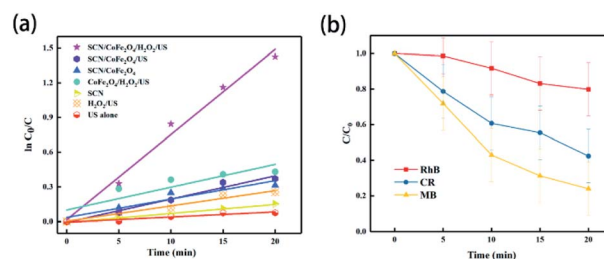 (a)
ln C₀/C
1.5
1.2
0.9
0.6
0.3
0.0
SCN/CoFe₂O₄/H₂O₂/US
SCN/CoFe₂O₄/US
SCN/CoFe₂O₄
CoFe₂O₄/H₂O₂/US
SCN
H₂O₂/US
US alone
0 5 10 15 20
Time (min)
(b)
C/C₀
1.0
0.8
0.6
0.4
0.2
0.0
RhB
CR
MB
0 5 10 15 20
Time (min)